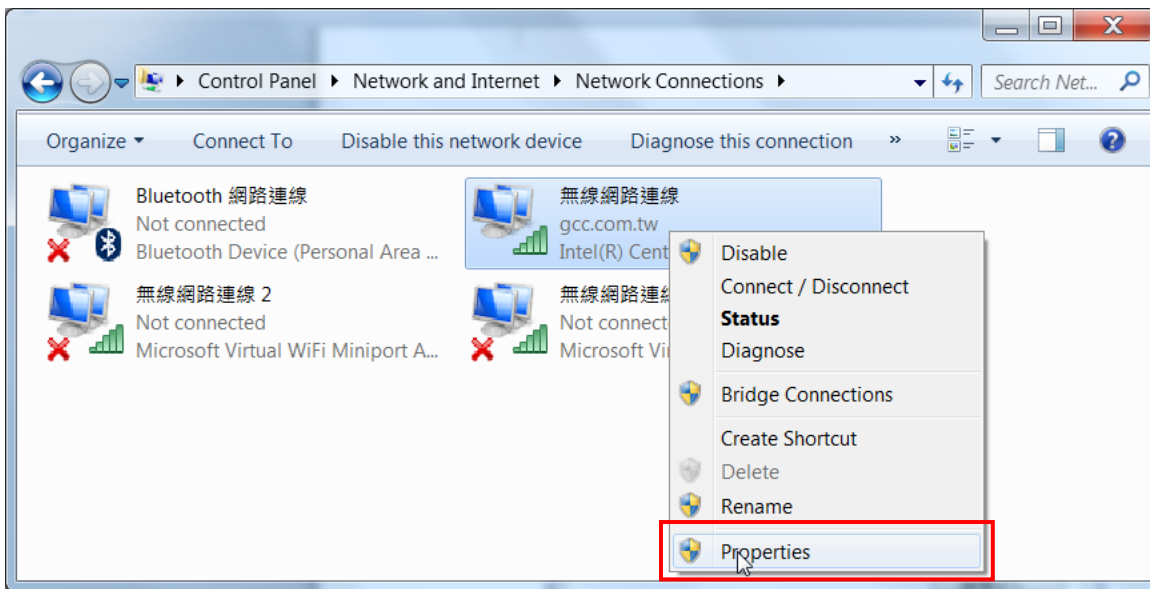 Control Panel Network and Internet Network Connections
Search Net...
Organize Connect To Disable this network device Diagnose this connection »
Bluetooth 網路連線
Not connected
Bluetooth Device (Personal Area ...
無線網路連線
gcc.com.tw
Intel(R) Cent
無線網路連線 2
Not connected
Microsoft Virtual WiFi Miniport A...
無線網路連
Not connect
Microsoft Vi
Disable
Connect / Disconnect
Status
Diagnose
Bridge Connections
Create Shortcut
Delete
Rename
Properties